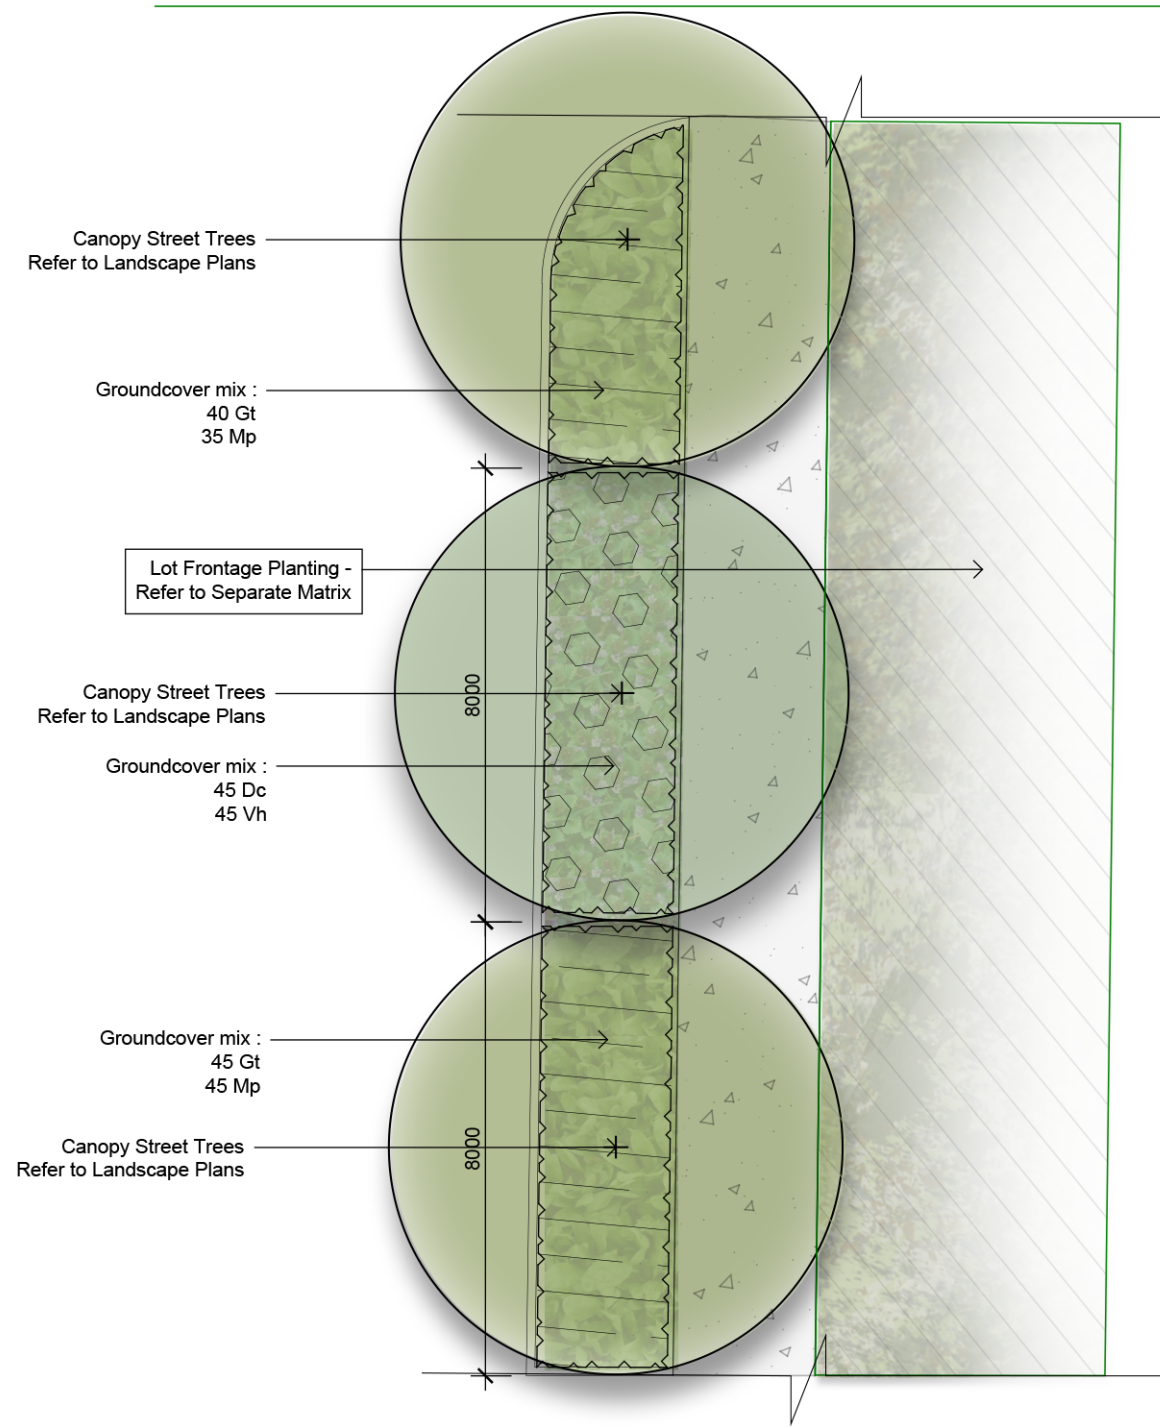 Canopy Street Trees
Refer to Landscape Plans
Groundcover mix :
40 Gt
35 Mp
Lot Frontage Planting -
Refer to Separate Matrix
Canopy Street Trees
Refer to Landscape Plans
8000
Groundcover mix :
45 Dc
45 Vh
Groundcover mix :
45 Gt
45 Mp
Canopy Street Trees
Refer to Landscape Plans
8000